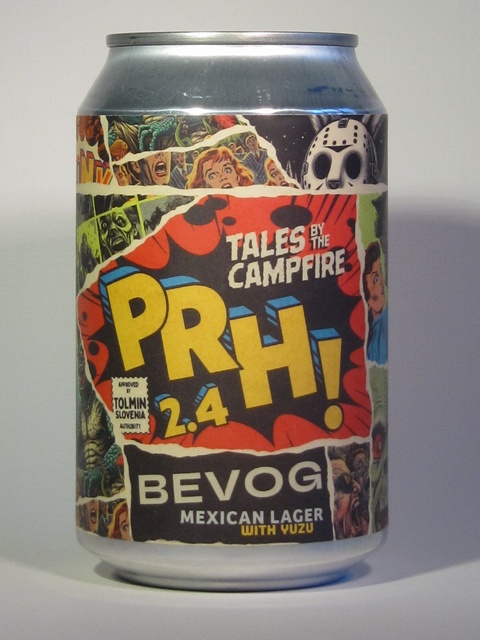 TALES BY THE
CAMPFIRE
PRH!
2.4
APPROVED
BY
TOLMIN
SLOVENIA
AUTHORITY
BEVOG
MEXICAN LAGER
WITH YUZU